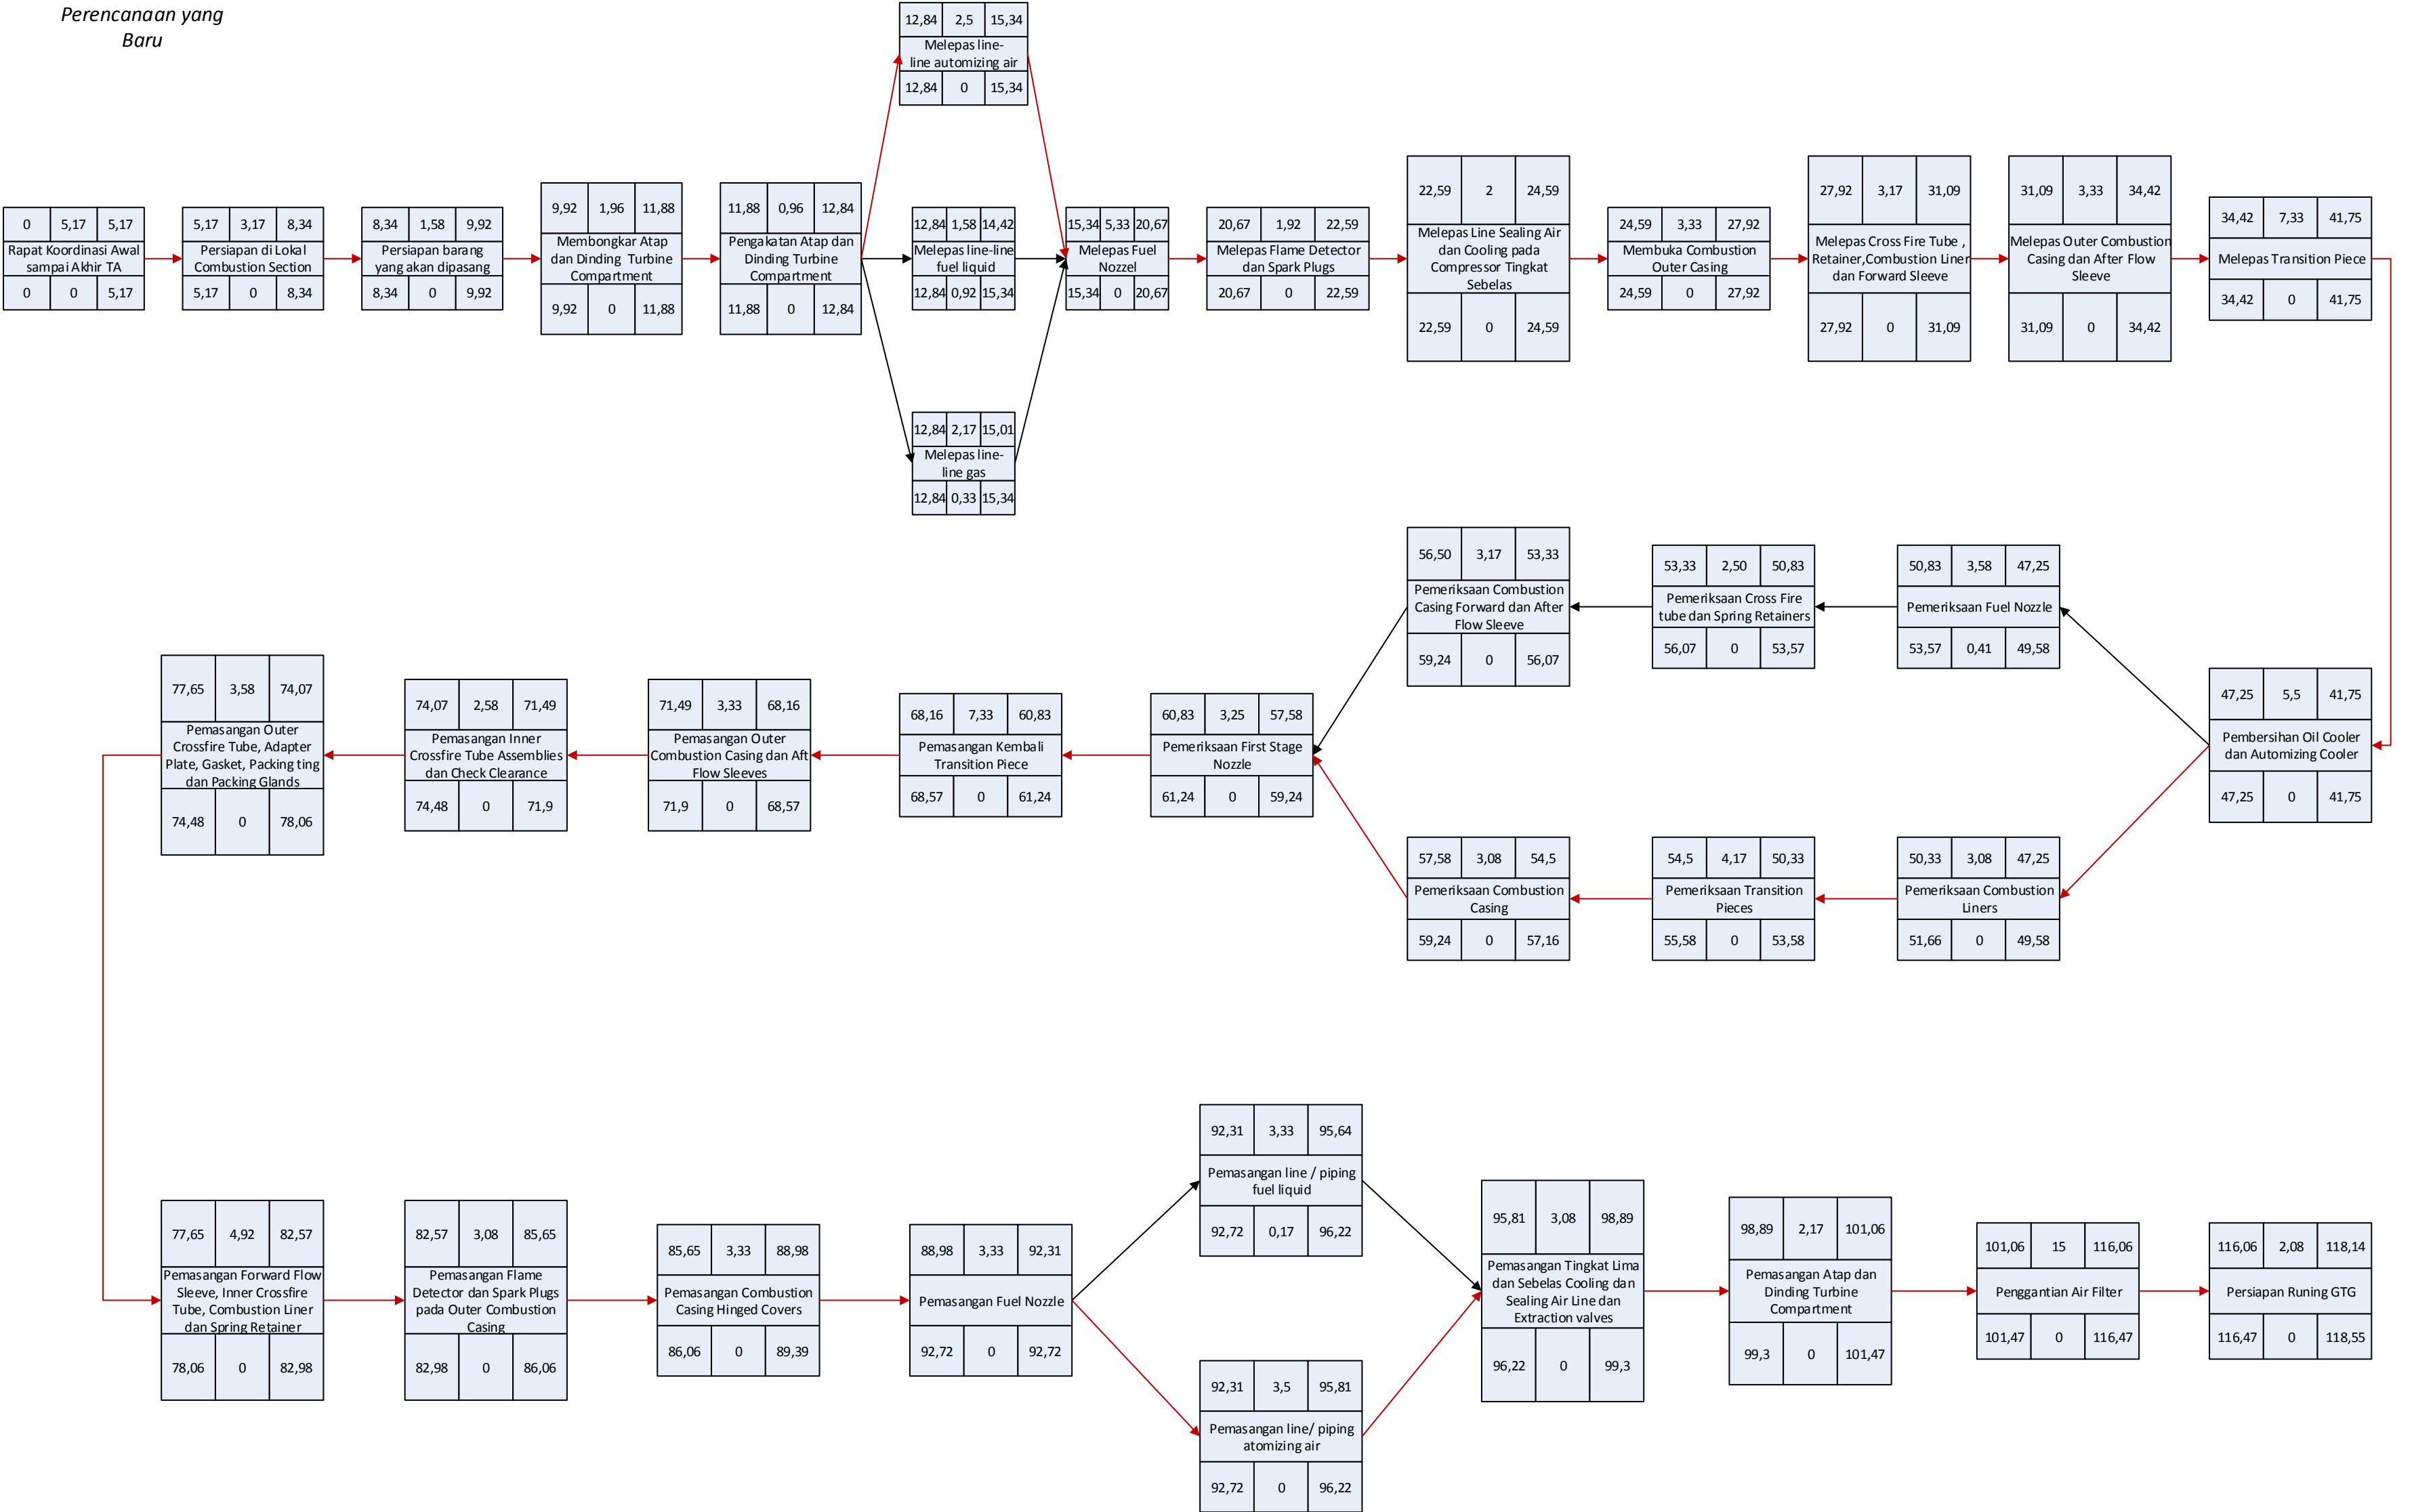 Perencanaan yang
Baru
12,84 2,5 15,34
Melepas line-
line automizing air
12,84 0 15,34
0 5,17 5,17
Rapat Koordinasi Awal
sampai Akhir TA
0 0 5,17
5,17 3,17 8,34
Persiapan di Lokal
Combustion Section
5,17 0 8,34
8,34 1,58 9,92
Persiapan barang
yang akan dipasang
8,34 0 9,92
9,92 1,96 11,88
Membongkar Atap
dan Dinding Turbine
Compartment
9,92 0 11,88
11,88 0,96 12,84
Pengakatan Atap dan
Dinding Turbine
Compartment
11,88 0 12,84
12,84 1,58 14,42
Melepas line-line
fuel liquid
12,84 0,92 15,34
15,34 5,33 20,67
Melepas Fuel
Nozzel
15,34 0 20,67
20,67 1,92 22,59
Melepas Flame Detector
dan Spark Plugs
20,67 0 22,59
22,59 2 24,59
Melepas Line Sealing Air
dan Cooling pada
Compressor Tingkat
Sebelas
22,59 0 24,59
24,59 3,33 27,92
Membuka Combustion
Outer Casing
24,59 0 27,92
27,92 3,17 31,09
Melepas Cross Fire Tube ,
Retainer,Combustion Liner
dan Forward Sleeve
27,92 0 31,09
31,09 3,33 34,42
Melepas Outer Combustion
Casing dan After Flow
Sleeve
31,09 0 34,42
34,42 7,33 41,75
Melepas Transition Piece
34,42 0 41,75
12,84 2,17 15,01
Melepas line-
line gas
12,84 0,33 15,34
56,50 3,17 53,33
Pemeriksaan Combustion
Casing Forward dan After
Flow Sleeve
59,24 0 56,07
53,33 2,50 50,83
Pemeriksaan Cross Fire
tube dan Spring Retainers
56,07 0 53,57
50,83 3,58 47,25
Pemeriksaan Fuel Nozzle
53,57 0,41 49,58
77,65 3,58 74,07
Pemasangan Outer
Crossfire Tube, Adapter
Plate, Gasket, Packing ting
dan Packing Glands
74,48 0 78,06
74,07 2,58 71,49
Pemasangan Inner
Crossfire Tube Assemblies
dan Check Clearance
74,48 0 71,9
71,49 3,33 68,16
Pemasangan Outer
Combustion Casing dan Aft
Flow Sleeves
71,9 0 68,57
68,16 7,33 60,83
Pemasangan Kembali
Transition Piece
68,57 0 61,24
60,83 3,25 57,58
Pemeriksaan First Stage
Nozzle
61,24 0 59,24
47,25 5,5 41,75
Pembersihan Oil Cooler
dan Automizing Cooler
47,25 0 41,75
57,58 3,08 54,5
Pemeriksaan Combustion
Casing
59,24 0 57,16
54,5 4,17 50,33
Pemeriksaan Transition
Pieces
55,58 0 53,58
50,33 3,08 47,25
Pemeriksaan Combustion
Liners
51,66 0 49,58
77,65 4,92 82,57
Pemasangan Forward Flow
Sleeve, Inner Crossfire
Tube, Combustion Liner
dan Spring Retainer
78,06 0 82,98
82,57 3,08 85,65
Pemasangan Flame
Detector dan Spark Plugs
pada Outer Combustion
Casing
82,98 0 86,06
85,65 3,33 88,98
Pemasangan Combustion
Casing Hinged Covers
86,06 0 89,39
88,98 3,33 92,31
Pemasangan Fuel Nozzle
92,72 0 92,72
92,31 3,33 95,64
Pemasangan line / piping
fuel liquid
92,72 0,17 96,22
92,31 3,5 95,81
Pemasangan line/ piping
atomizing air
92,72 0 96,22
95,81 3,08 98,89
Pemasangan Tingkat Lima
dan Sebelas Cooling dan
Sealing Air Line dan
Extraction valves
96,22 0 99,3
98,89 2,17 101,06
Pemasangan Atap dan
Dinding Turbine
Compartment
99,3 0 101,47
101,06 15 116,06
Penggantian Air Filter
101,47 0 116,47
116,06 2,08 118,14
Persiapan Runing GTG
116,47 0 118,55